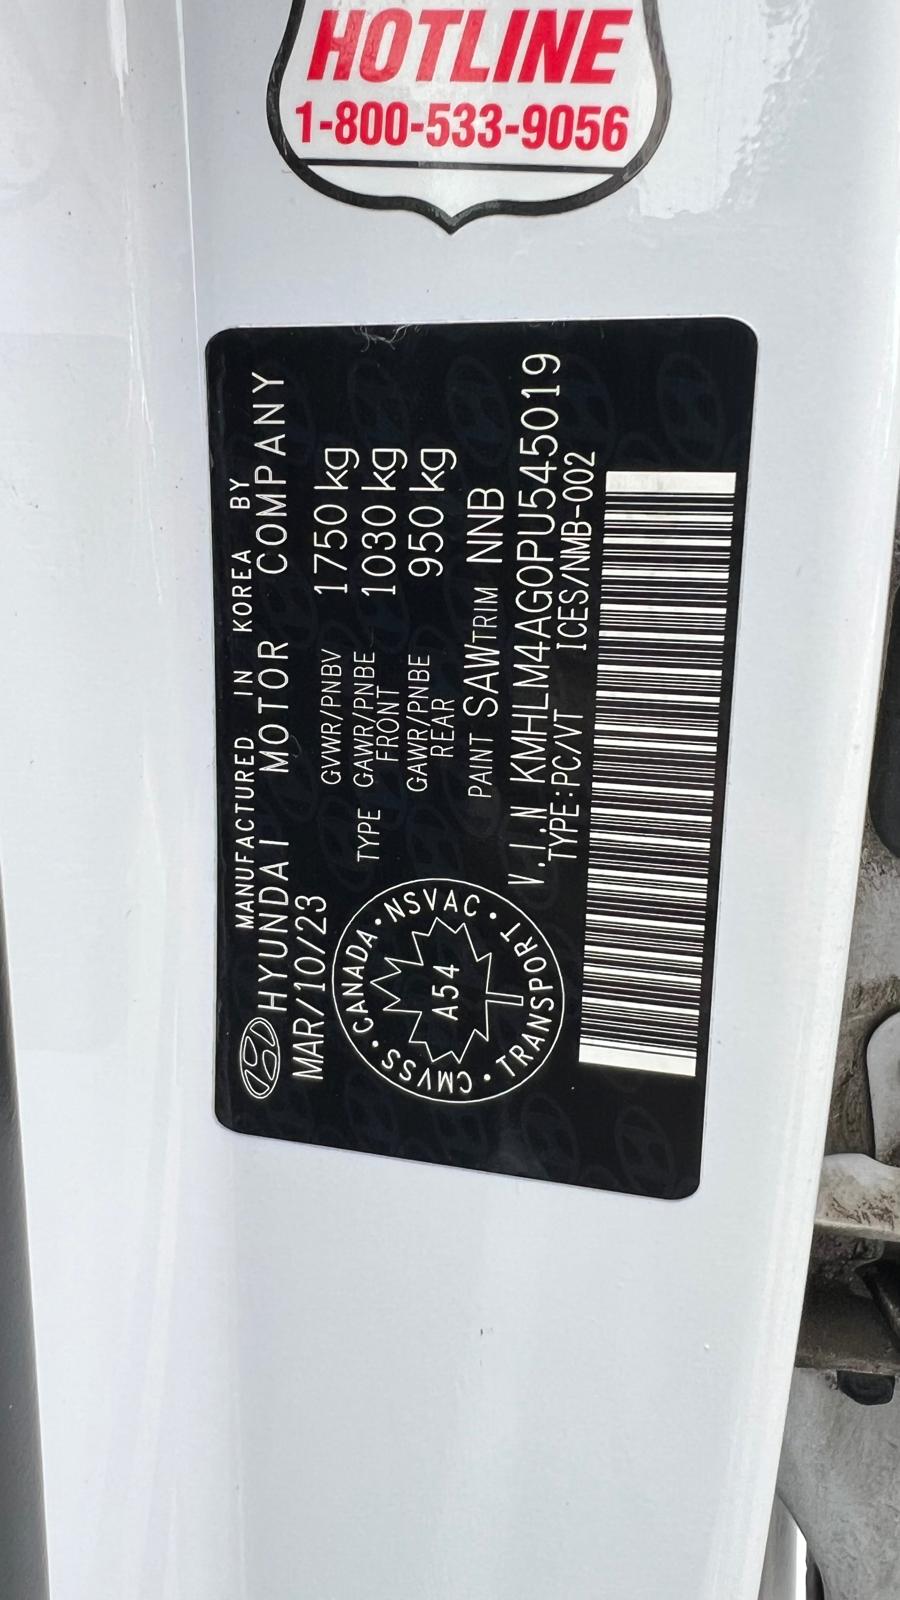 HOTLINE
1-800-533-9056
MANUFACTURED IN KOREA BY
HYUNDAI MOTOR COMPANY
MAR/10/23
GVWR/PNBV 1750 kg
TYPE GAWR/PNBE FRONT 1030 kg
GAWR/PNBE REAR 950 kg
PAINT SAW TRIM NNB
V.I.N KMHLM4AG0PU545019
TYPE:PC/VT ICES/NMB-002
CANADA · NSVAC · TRANSPORT · CMVSS ·
A54